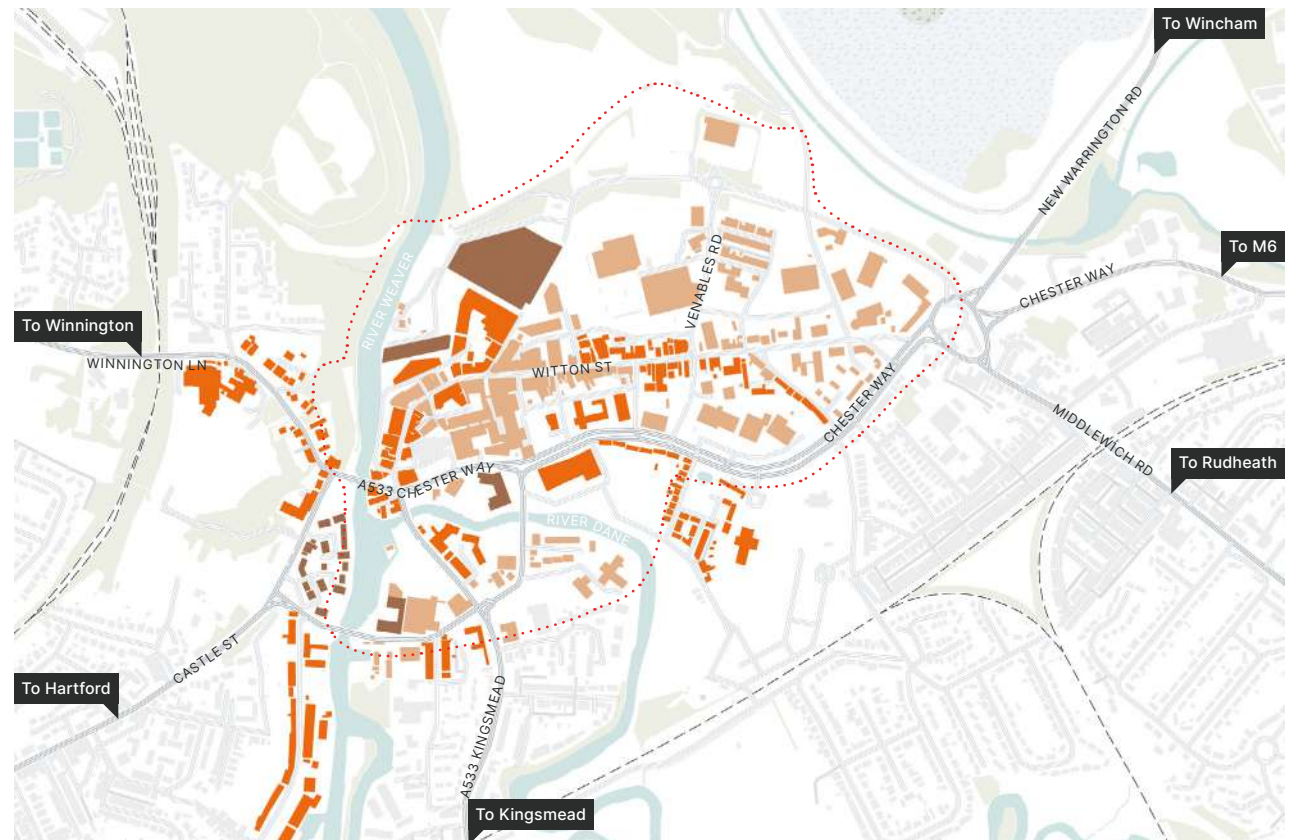 To Wincham
NEW WARRINGTON RD
To M6
CHESTER WAY
VENABLES RD
RIVER WEAVER
To Winnington
WINNINGTON LN
WITTON ST
CHESTER WAY
MIDDLEWICH RD
To Rudheath
A533 CHESTER WAY
RIVER DANE
CASTLE ST
To Hartford
A533 KINGSMEAD
To Kingsmead